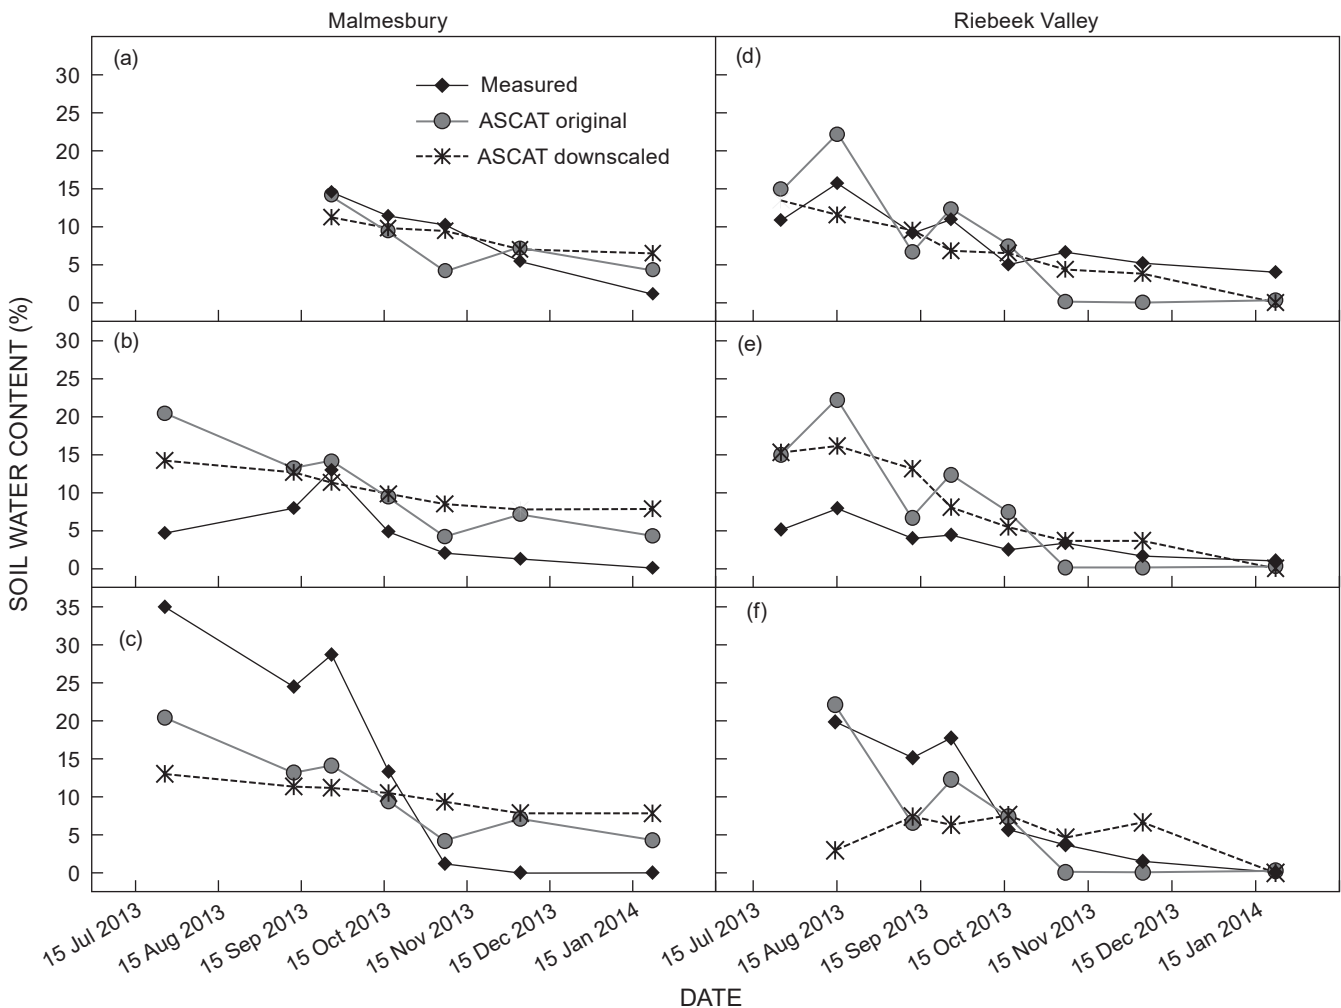 Malmesbury
Riebeek Valley
(a)
Measured
ASCAT original
ASCAT downscaled
30
25
20
15
10
5
0
(d)
(b)
30
25
20
15
10
5
0
(e)
(c)
35
30
25
20
15
10
5
0
(f)
SOIL WATER CONTENT (%)
15 Jul 2013
15 Aug 2013
15 Sep 2013
15 Oct 2013
15 Nov 2013
15 Dec 2013
15 Jan 2014
15 Jul 2013
15 Aug 2013
15 Sep 2013
15 Oct 2013
15 Nov 2013
15 Dec 2013
15 Jan 2014
DATE